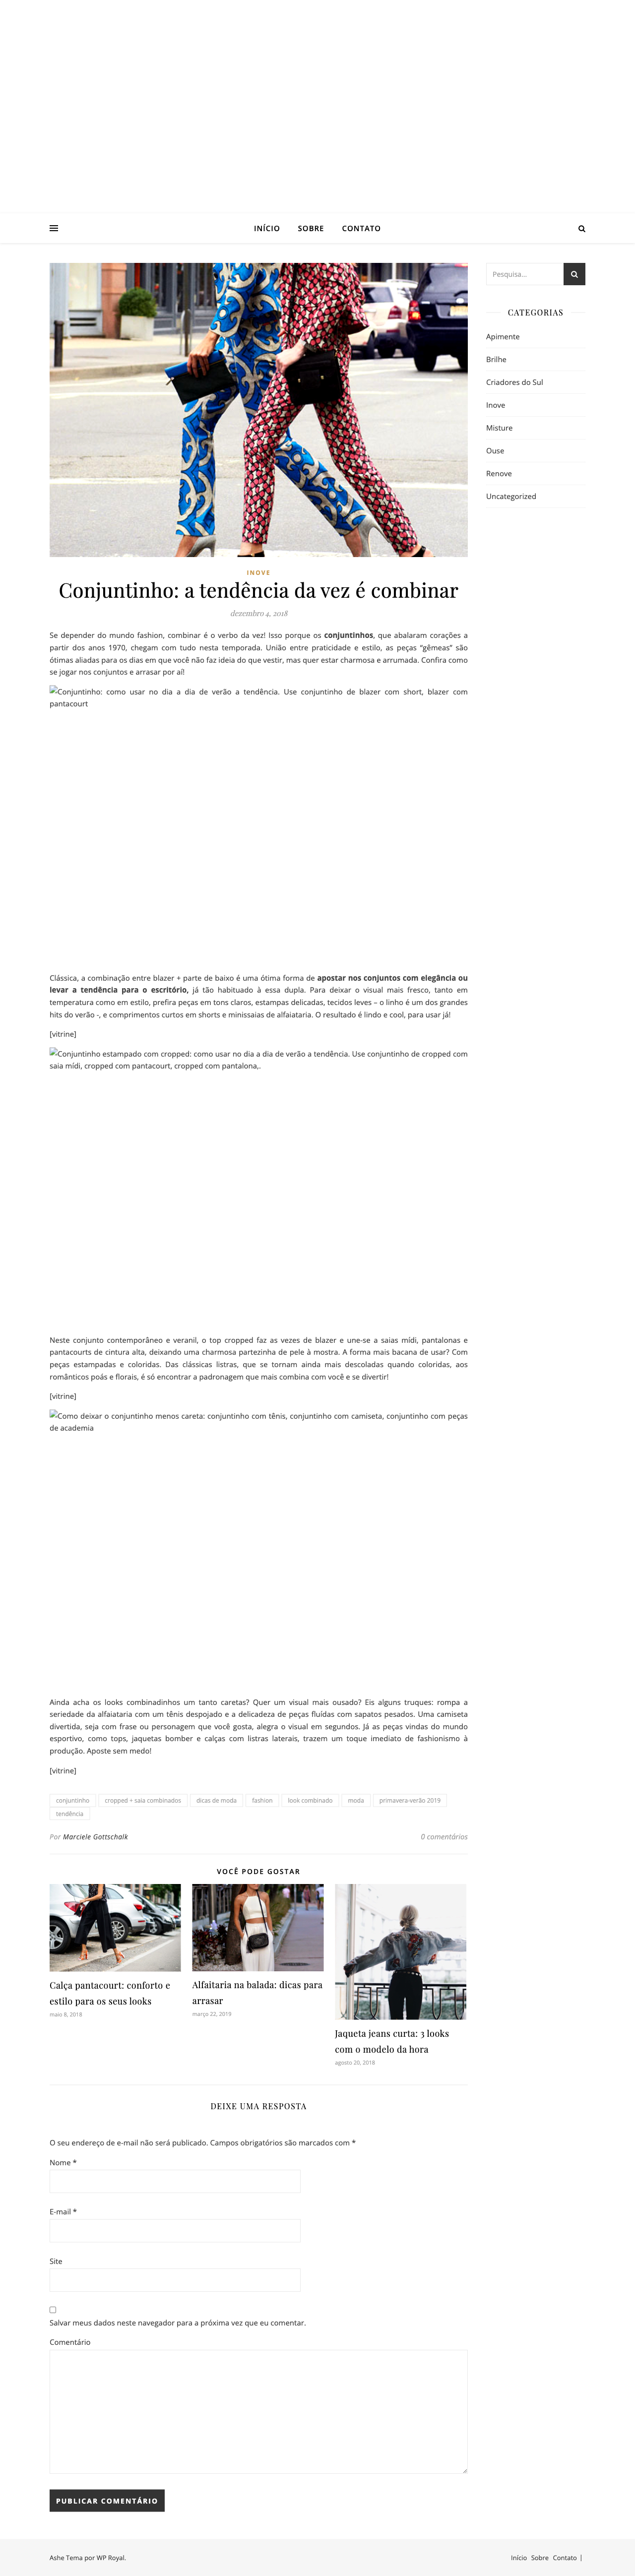 INÍCIO SOBRE CONTATO
Pesquisa...
CATEGORIAS
Apimente
Brilhe
Criadores do Sul
Inove
Misture
Ouse
Renove
Uncategorized
INOVE
Conjuntinho: a tendência da vez é combinar
dezembro 4, 2018
Se depender do mundo fashion, combinar é o verbo da vez! Isso porque os conjuntinhos, que abalaram corações a
partir dos anos 1970, chegam com tudo nesta temporada. União entre praticidade e estilo, as peças “gêmeas” são
ótimas aliadas para os dias em que você não faz ideia do que vestir, mas quer estar charmosa e arrumada. Confira como
se jogar nos conjuntos e arrasar por aí!
Conjuntinho: como usar no dia a dia de verão a tendência. Use conjuntinho de blazer com short, blazer com
pantacourt
Clássica, a combinação entre blazer + parte de baixo é uma ótima forma de apostar nos conjuntos com elegância ou
levar a tendência para o escritório, já tão habituado à essa dupla. Para deixar o visual mais fresco, tanto em
temperatura como em estilo, prefira peças em tons claros, estampas delicadas, tecidos leves – o linho é um dos grandes
hits do verão -, e comprimentos curtos em shorts e minissaias de alfaiataria. O resultado é lindo e cool, para usar já!
[vitrine]
Conjuntinho estampado com cropped: como usar no dia a dia de verão a tendência. Use conjuntinho de cropped com
saia mídi, cropped com pantacourt, cropped com pantalona,.
Neste conjunto contemporâneo e veranil, o top cropped faz as vezes de blazer e une-se a saias mídi, pantalonas e
pantacourts de cintura alta, deixando uma charmosa partezinha de pele à mostra. A forma mais bacana de usar? Com
peças estampadas e coloridas. Das clássicas listras, que se tornam ainda mais descoladas quando coloridas, aos
românticos poás e florais, é só encontrar a padronagem que mais combina com você e se divertir!
[vitrine]
Como deixar o conjuntinho menos careta: conjuntinho com tênis, conjuntinho com camiseta, conjuntinho com peças
de academia
Ainda acha os looks combinadinhos um tanto caretas? Quer um visual mais ousado? Eis alguns truques: rompa a
seriedade da alfaiataria com um tênis despojado e a delicadeza de peças fluídas com sapatos pesados. Uma camiseta
divertida, seja com frase ou personagem que você gosta, alegra o visual em segundos. Já as peças vindas do mundo
esportivo, como tops, jaquetas bomber e calças com listras laterais, trazem um toque imediato de fashionismo à
produção. Aposte sem medo!
[vitrine]
conjuntinho cropped + saia combinados dicas de moda fashion look combinado moda primavera-verão 2019
tendência
Por Marciele Gottschalk 0 comentários
VOCÊ PODE GOSTAR
Calça pantacourt: conforto e
estilo para os seus looks
maio 8, 2018
Alfaitaria na balada: dicas para
arrasar
março 22, 2019
Jaqueta jeans curta: 3 looks
com o modelo da hora
agosto 20, 2018
DEIXE UMA RESPOSTA
O seu endereço de e-mail não será publicado. Campos obrigatórios são marcados com *
Nome *
E-mail *
Site
Salvar meus dados neste navegador para a próxima vez que eu comentar.
Comentário
PUBLICAR COMENTÁRIO
Ashe Tema por WP Royal.
Início Sobre Contato |